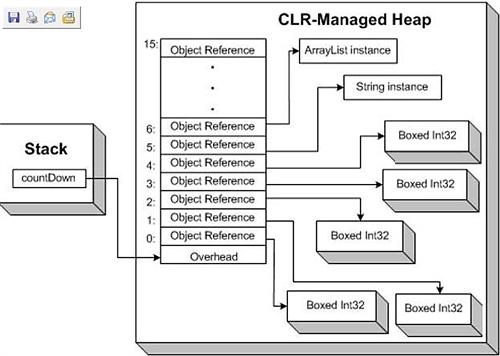 CLR-Managed Heap
15:
Object Reference
ArrayList instance
String instance
6:
Object Reference
5:
Object Reference
4:
Object Reference
Boxed Int32
3:
Object Reference
Boxed Int32
2:
Object Reference
1:
Object Reference
Boxed Int32
0:
Object Reference
Overhead
Boxed Int32
Boxed Int32
Stack
countDown